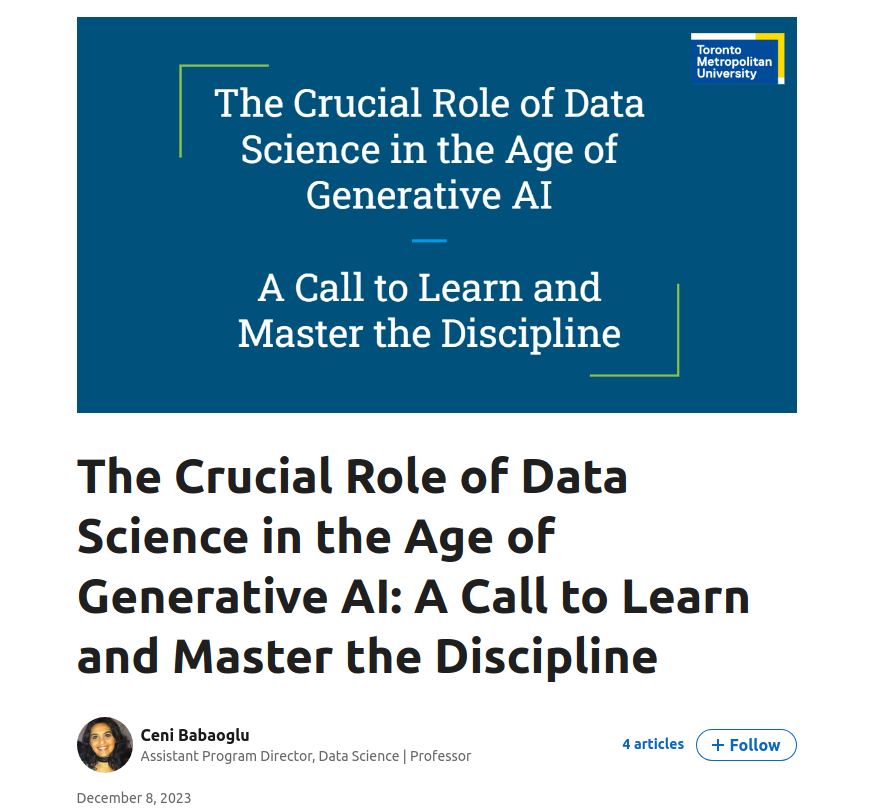 Toronto
Metropolitan
University
The Crucial Role of Data
Science in the Age of
Generative AI
A Call to Learn and
Master the Discipline
The Crucial Role of Data
Science in the Age of
Generative AI: A Call to Learn
and Master the Discipline
Ceni Babaoglu
Assistant Program Director, Data Science | Professor
4 articles
+ Follow
December 8, 2023